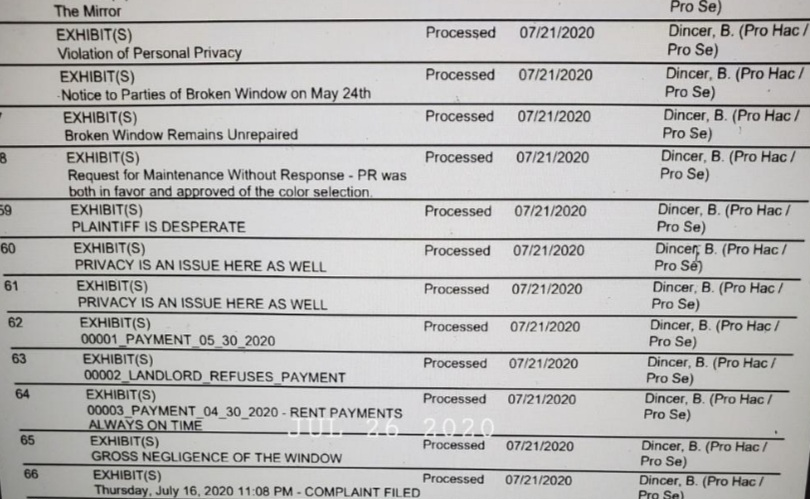 The Mirror Pro Se)
EXHIBIT(S) Processed 07/21/2020 Dincer, B. (Pro Hac /
Violation of Personal Privacy Pro Se)
EXHIBIT(S) Processed 07/21/2020 Dincer, B. (Pro Hac /
Notice to Parties of Broken Window on May 24th Pro Se)
EXHIBIT(S) Processed 07/21/2020 Dincer, B. (Pro Hac /
Broken Window Remains Unrepaired Pro Se)
8 EXHIBIT(S) Processed 07/21/2020 Dincer, B. (Pro Hac /
Request for Maintenance Without Response - PR was Pro Se)
both in favor and approved of the color selection.
59 EXHIBIT(S) Processed 07/21/2020 Dincer, B. (Pro Hac /
PLAINTIFF IS DESPERATE Pro Se)
60 EXHIBIT(S) Processed 07/21/2020 Dincer, B. (Pro Hac /
PRIVACY IS AN ISSUE HERE AS WELL Pro Se)
61 EXHIBIT(S) Processed 07/21/2020 Dincer, B. (Pro Hac /
PRIVACY IS AN ISSUE HERE AS WELL Pro Se)
62 EXHIBIT(S) Processed 07/21/2020 Dincer, B. (Pro Hac /
00001_PAYMENT_05_30_2020 Pro Se)
63 EXHIBIT(S) Processed 07/21/2020 Dincer, B. (Pro Hac /
00002_LANDLORD_REFUSES_PAYMENT Pro Se)
64 EXHIBIT(S) Processed 07/21/2020 Dincer, B. (Pro Hac /
00003_PAYMENT_04_30_2020 - RENT PAYMENTS Pro Se)
ALWAYS ON TIME
JUL 26 2020
65 EXHIBIT(S) Processed 07/21/2020 Dincer, B. (Pro Hac /
GROSS NEGLIGENCE OF THE WINDOW Pro Se)
66 EXHIBIT(S) Processed 07/21/2020 Dincer, B. (Pro Hac /
Thursday, July 16, 2020 11:08 PM - COMPLAINT FILED Pro Se)